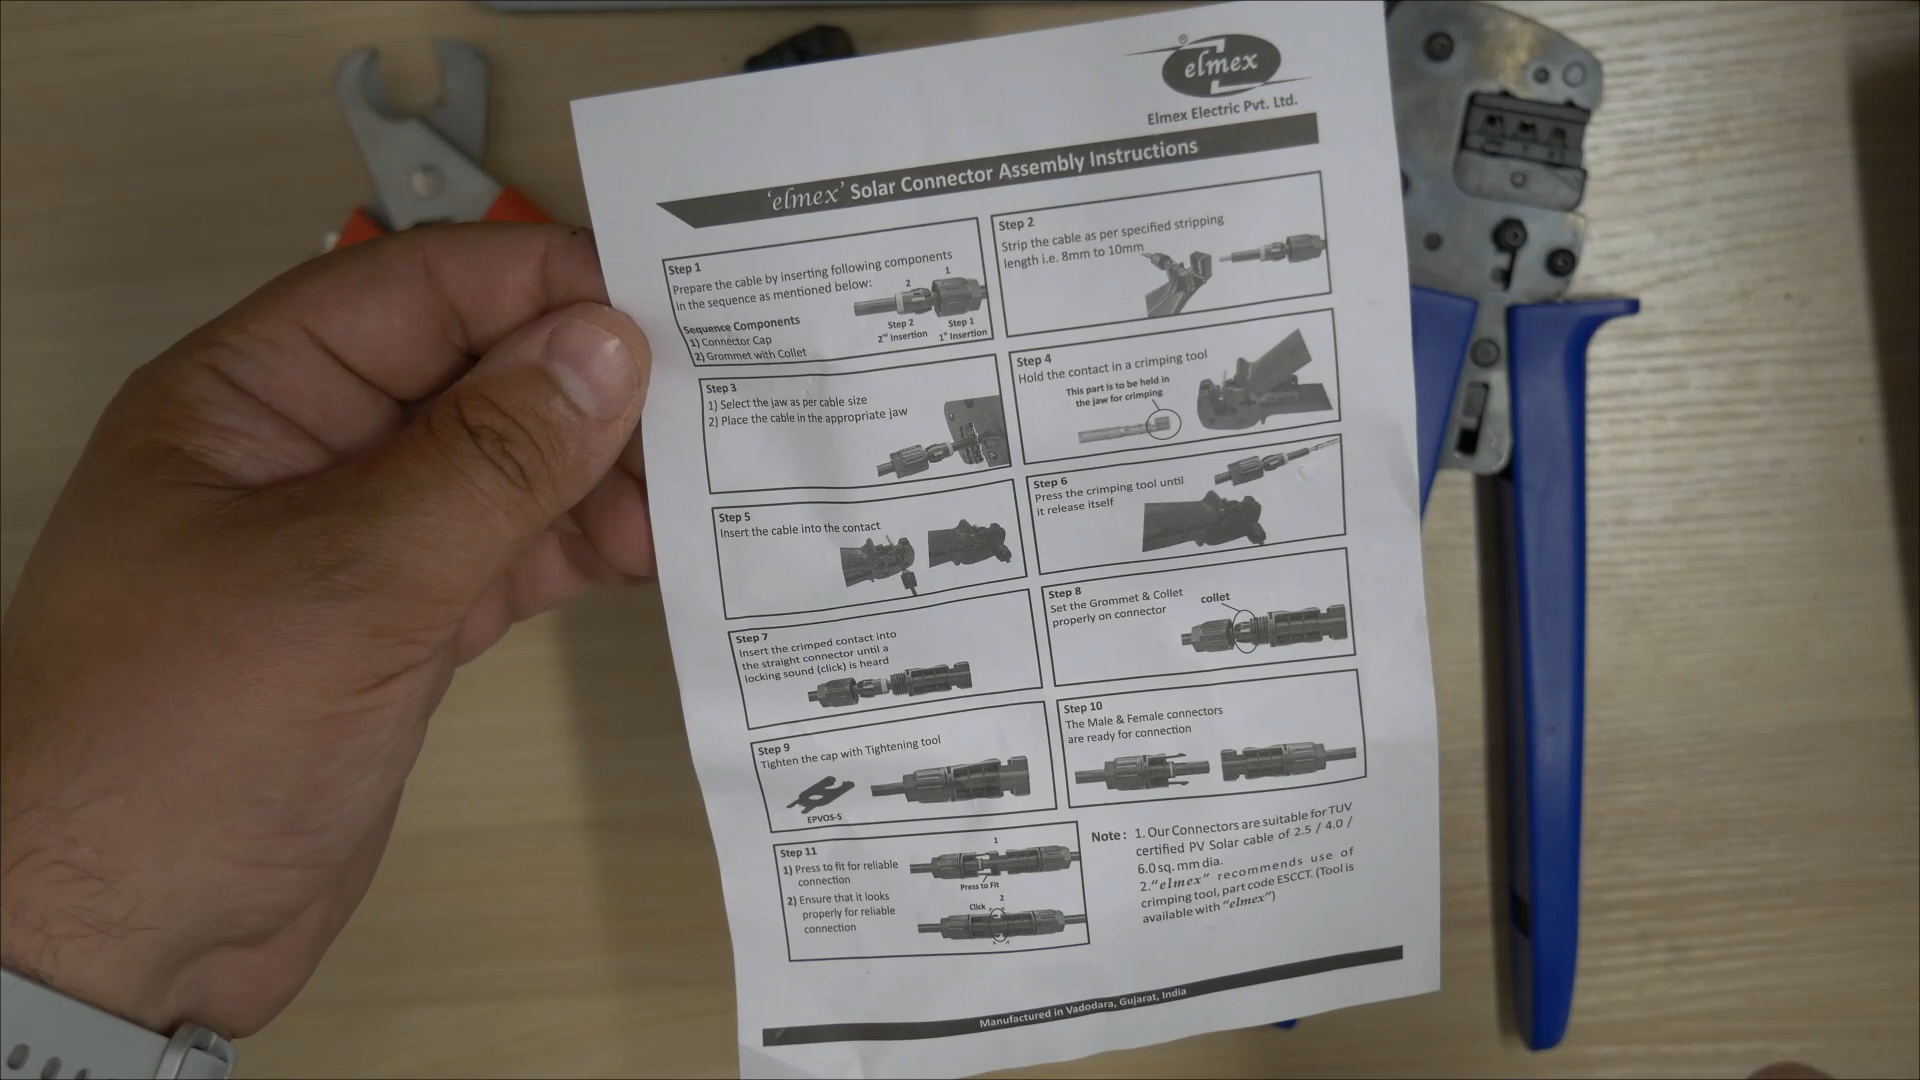 ®
elmex
Elmex Electric Pvt. Ltd.
'elmex' Solar Connector Assembly Instructions
Step 1
Prepare the cable by inserting following components
in the sequence as mentioned below:
Sequence Components
1) Connector Cap
2) Grommet with Collet
2
1
Step 2
2nd Insertion
Step 1
1st Insertion
Step 2
Strip the cable as per specified stripping
length i.e. 8mm to 10mm
Step 3
1) Select the jaw as per cable size
2) Place the cable in the appropriate jaw
Step 4
Hold the contact in a crimping tool
This part is to be held in
the jaw for crimping
Step 5
Insert the cable into the contact
Step 6
Press the crimping tool until
it release itself
Step 7
Insert the crimped contact into
the straight connector until a
locking sound (click) is heard
Step 8
Set the Grommet & Collet
properly on connector
collet
Step 9
Tighten the cap with Tightening tool
EPVOS-S
Step 10
The Male & Female connectors
are ready for connection
Step 11
1) Press to fit for reliable
connection
2) Ensure that it looks
properly for reliable
connection
1
Press to Fit
2
Click
Note: 1. Our Connectors are suitable for TUV
certified PV Solar cable of 2.5 / 4.0 /
6.0 sq. mm dia.
2."elmex" recommends use of
crimping tool, part code ESCCT. (Tool is
available with "elmex")
Manufactured in Vadodara, Gujarat, India